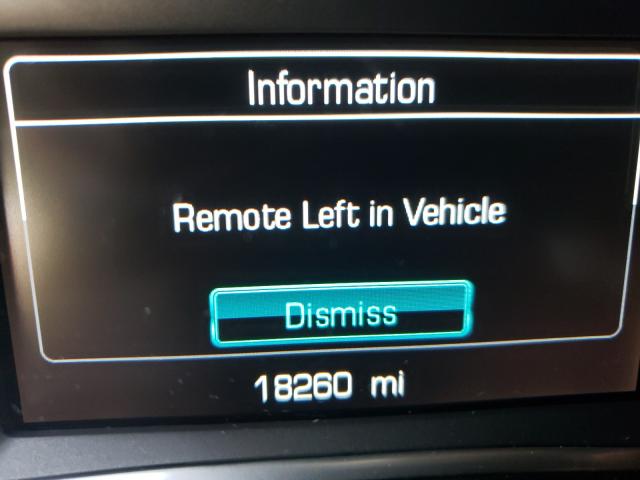 Information
Remote Left in Vehicle
Dismiss
18260 mi